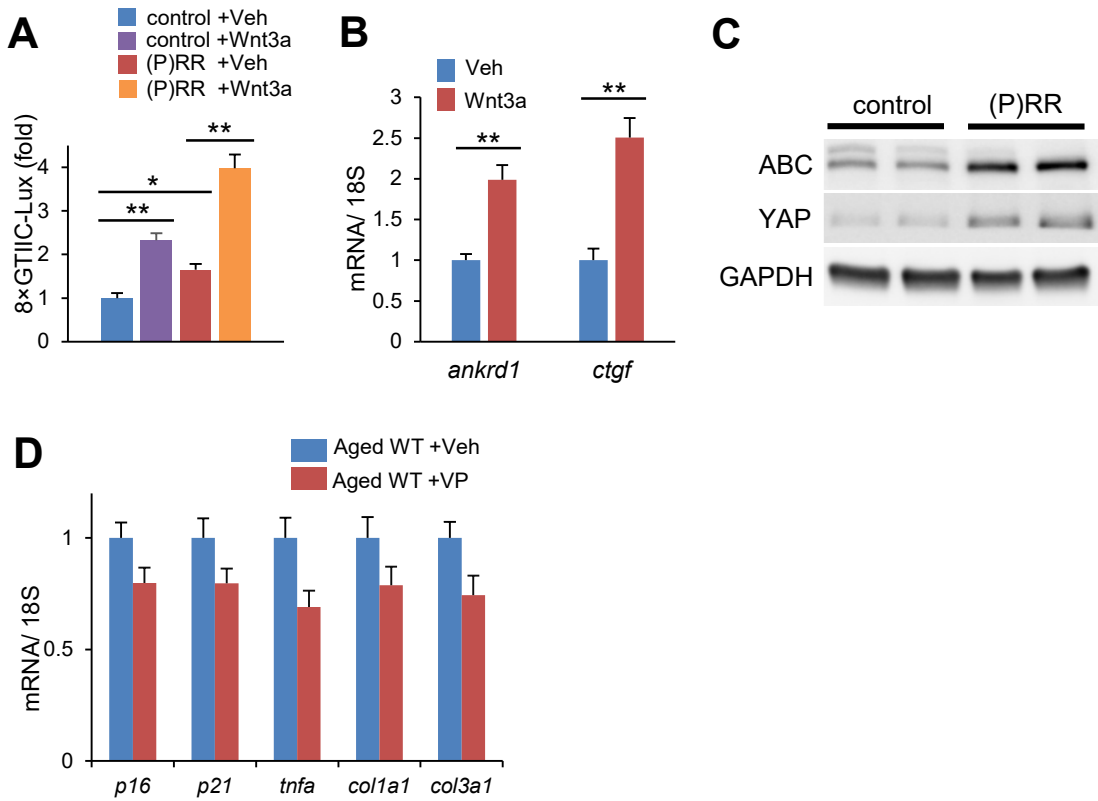 A
control +Veh
control +Wnt3a
(P)RR +Veh
(P)RR +Wnt3a
8×GTIIC-Lux (fold)
4
3
2
1
0
**
*
**
B
Veh
Wnt3a
mRNA/ 18S
3
2.5
2
1.5
1
0.5
0
**
**
ankrd1
ctgf
C
control
(P)RR
ABC
YAP
GAPDH
D
Aged WT +Veh
Aged WT +VP
mRNA/ 18S
1
0.5
0
p16
p21
tnfa
col1a1
col3a1